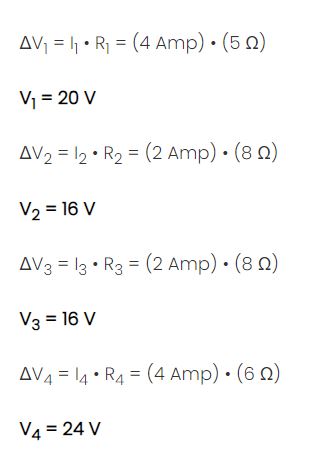 ΔV₁ = I₁ • R₁ = (4 Amp) • (5 Ω)
V₁ = 20 V
ΔV₂ = I₂ • R₂ = (2 Amp) • (8 Ω)
V₂ = 16 V
ΔV₃ = I₃ • R₃ = (2 Amp) • (8 Ω)
V₃ = 16 V
ΔV₄ = I₄ • R₄ = (4 Amp) • (6 Ω)
V₄ = 24 V